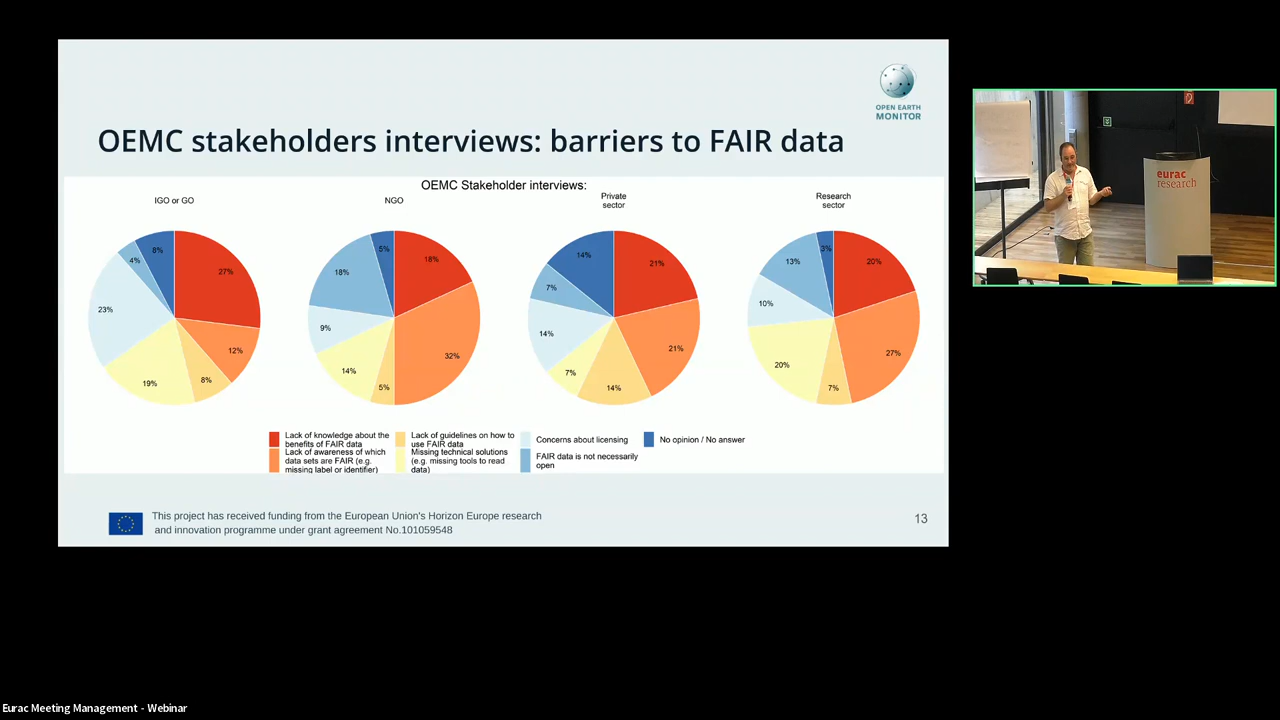 OPEN EARTH
MONITOR
OEMC stakeholders interviews: barriers to FAIR data
OEMC Stakeholder interviews:
IGO or GO
NGO
Private
sector
Research
sector
8%
4%
23%
19%
8%
12%
27%
5%
18%
9%
14%
5%
32%
18%
14%
7%
14%
7%
14%
21%
21%
3%
13%
10%
20%
7%
27%
20%
Lack of knowledge about the
benefits of FAIR data
Lack of awareness of which
data sets are FAIR (e.g.
missing label or identifier)
Lack of guidelines on how to
use FAIR data
Missing technical solutions
(e.g. missing tools to read
data)
Concerns about licensing
FAIR data is not necessarily
open
No opinion / No answer
This project has received funding from the European Union's Horizon Europe research
and innovation programme under grant agreement No.101059548
13
eurac
research
Eurac Meeting Management - Webinar